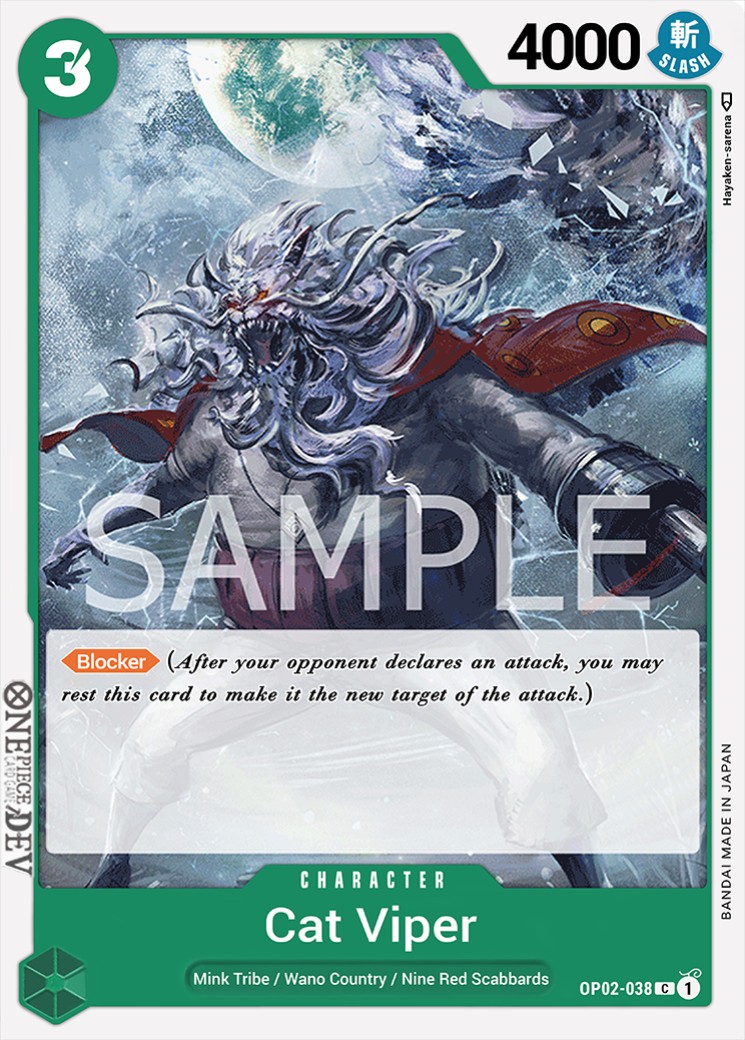 3
4000
斬
SLASH
Hayaken-sarena
SAMPLE
Blocker (After your opponent declares an attack, you may
rest this card to make it the new target of the attack.)
ONE PIECE
CARD GAME
/DEV
BANDAI MADE IN JAPAN
CHARACTER
Cat Viper
Mink Tribe / Wano Country / Nine Red Scabbards
OP02-038 C 1